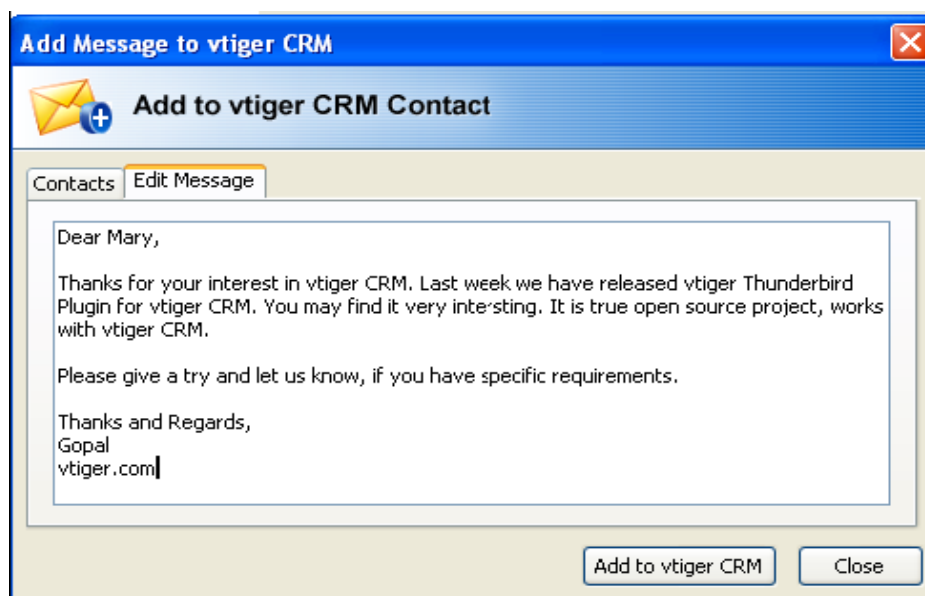 Add Message to vtiger CRM
Add to vtiger CRM Contact
Contacts
Edit Message
Dear Mary,
Thanks for your interest in vtiger CRM. Last week we have released vtiger Thunderbird
Plugin for vtiger CRM. You may find it very intersting. It is true open source project, works
with vtiger CRM.
Please give a try and let us know, if you have specific requirements.
Thanks and Regards,
Gopal
vtiger.com
Add to vtiger CRM
Close